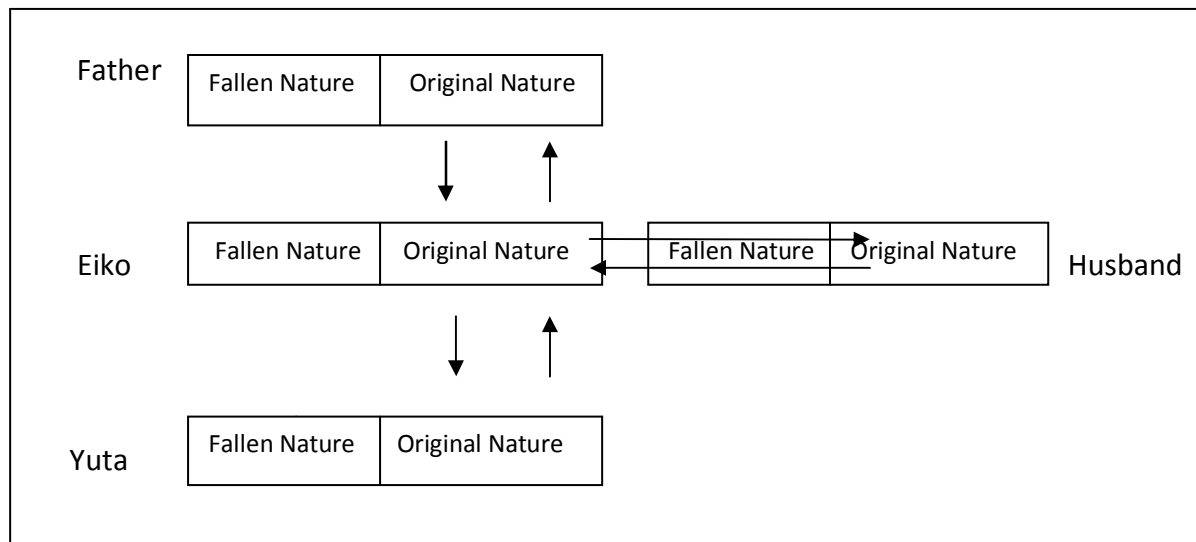 Father Fallen Nature Original Nature
Eiko Fallen Nature Original Nature Fallen Nature Original Nature Husband
Yuta Fallen Nature Original Nature